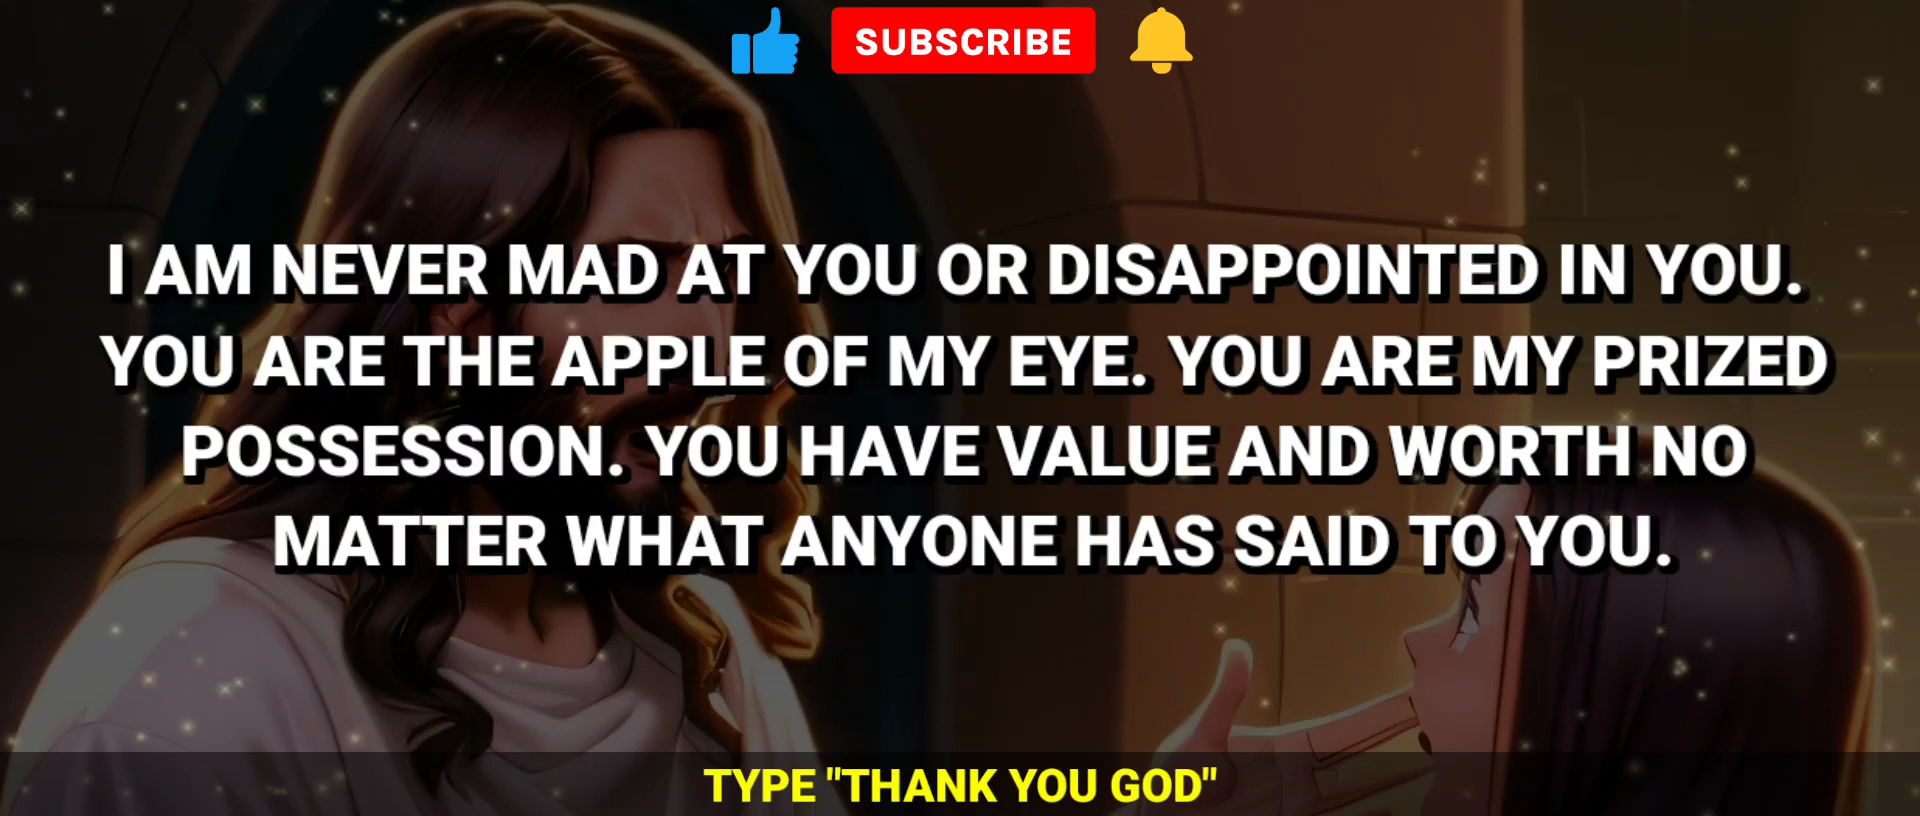 SUBSCRIBE
I AM NEVER MAD AT YOU OR DISAPPOINTED IN YOU.
YOU ARE THE APPLE OF MY EYE. YOU ARE MY PRIZED
POSSESSION. YOU HAVE VALUE AND WORTH NO
MATTER WHAT ANYONE HAS SAID TO YOU.
TYPE "THANK YOU GOD"